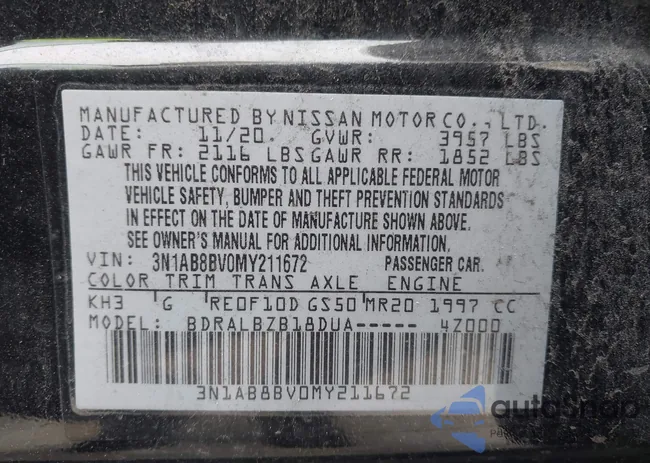 MANUFACTURED BY NISSAN MOTOR CO., LTD.
DATE: 11/20. GVWR: 3957 LBS
GAWR FR: 2116 LBS GAWR RR: 1852 LBS
THIS VEHICLE CONFORMS TO ALL APPLICABLE FEDERAL MOTOR
VEHICLE SAFETY, BUMPER AND THEFT PREVENTION STANDARDS
IN EFFECT ON THE DATE OF MANUFACTURE SHOWN ABOVE.
SEE OWNER'S MANUAL FOR ADDITIONAL INFORMATION.
VIN: 3N1AB8BV0MY211672 PASSENGER CAR.
COLOR TRIM TRANS AXLE ENGINE
KH3 G RE0F10D GS50 MR20 1997 CC
MODEL: BDRALBZB18DUA----- 4Z000
3N1AB8BV0MY211672
autoSnap